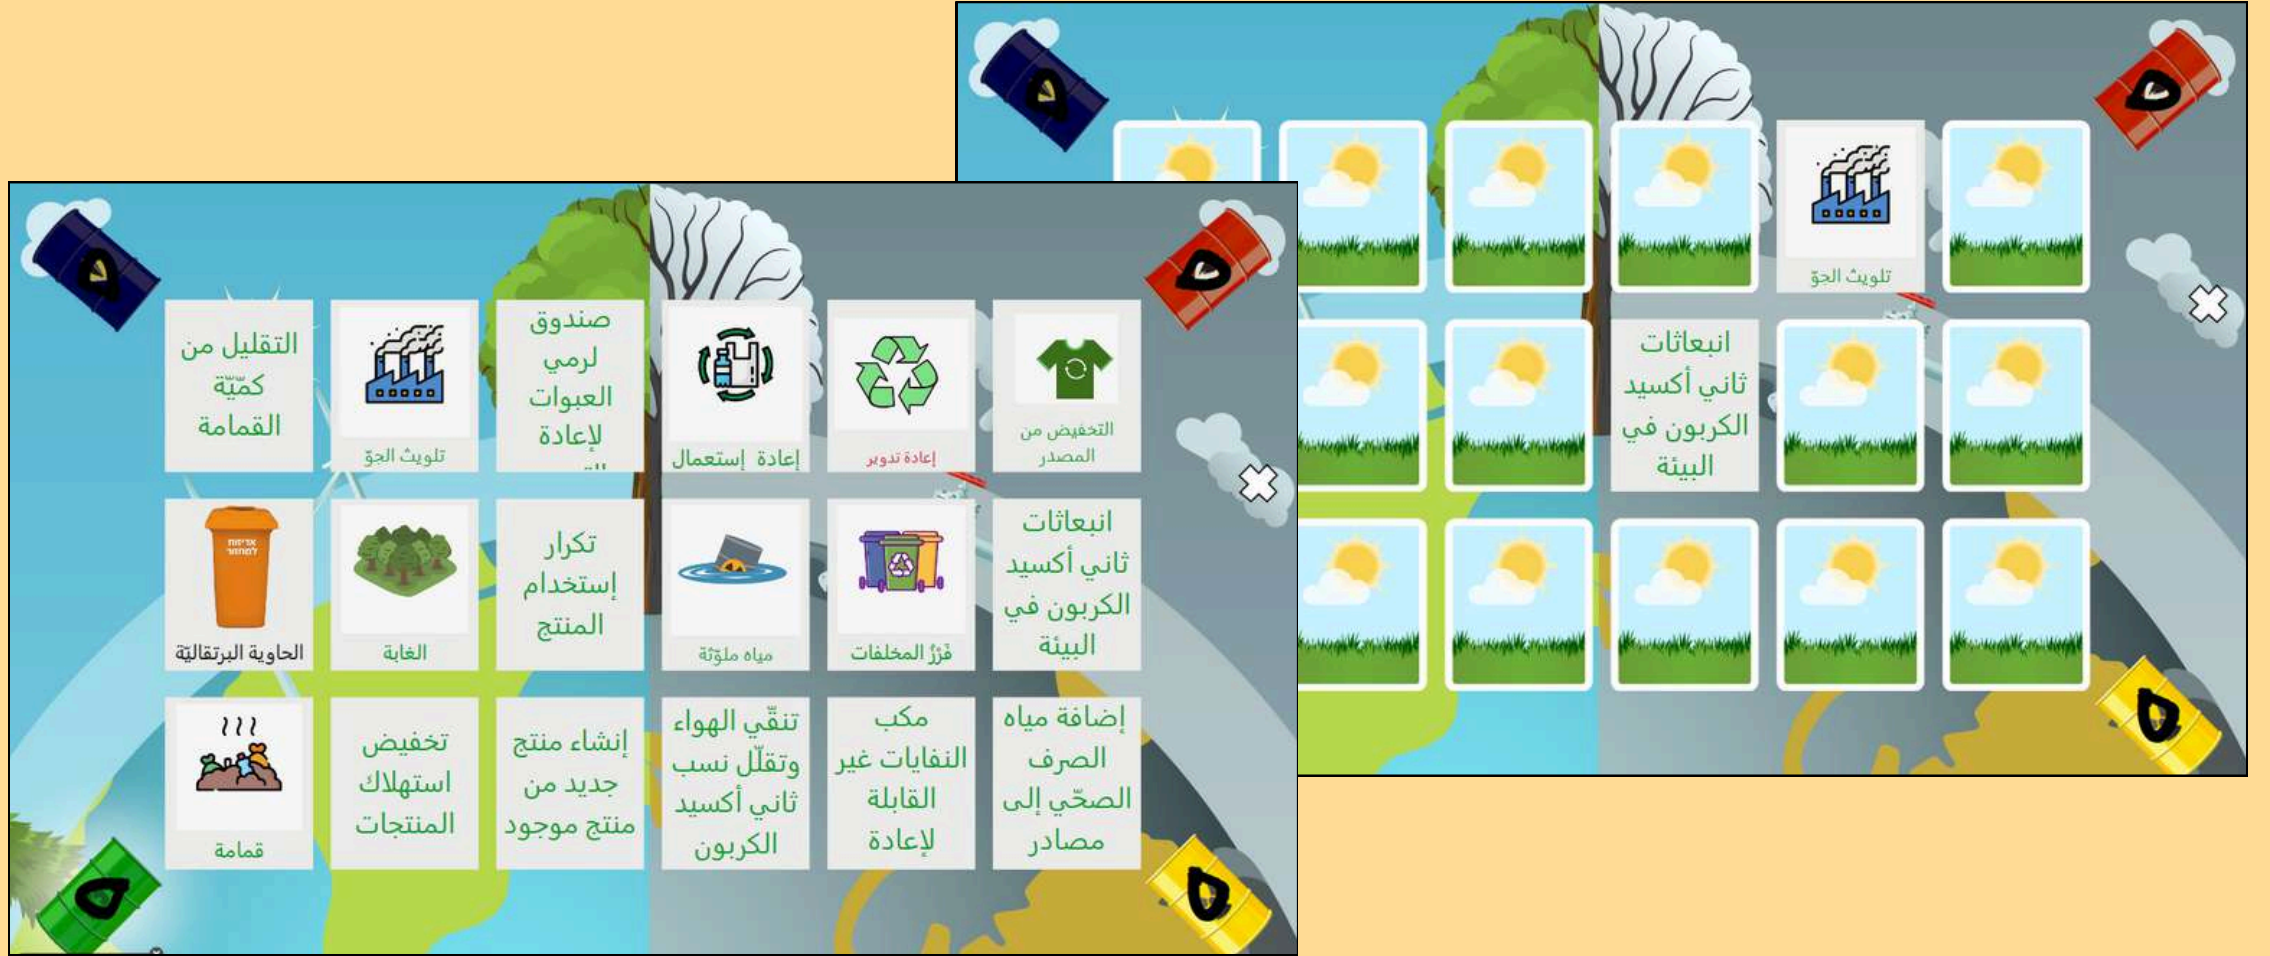 التخفيض من
المصدر
إعادة تدوير
إعادة إستعمال
صندوق
لرمي
العبوات
لإعادة
تلويث الجوّ
التقليل من
كمّيّة
القمامة
انبعاثات
ثاني أكسيد
الكربون في
البيئة
فَرْزُ المخلفات
مياه ملوّثة
تكرار
إستخدام
المنتج
الغابة
אריזות
למחזור
الحاوية البرتقاليّة
إضافة مياه
الصرف
الصحّي إلى
مصادر
مكب
النفايات غير
القابلة
لإعادة
تنقّي الهواء
وتقلّل نسب
ثاني أكسيد
الكربون
إنشاء منتج
جديد من
منتج موجود
تخفيض
استهلاك
المنتجات
قمامة
تلويث الجوّ
انبعاثات
ثاني أكسيد
الكربون في
البيئة